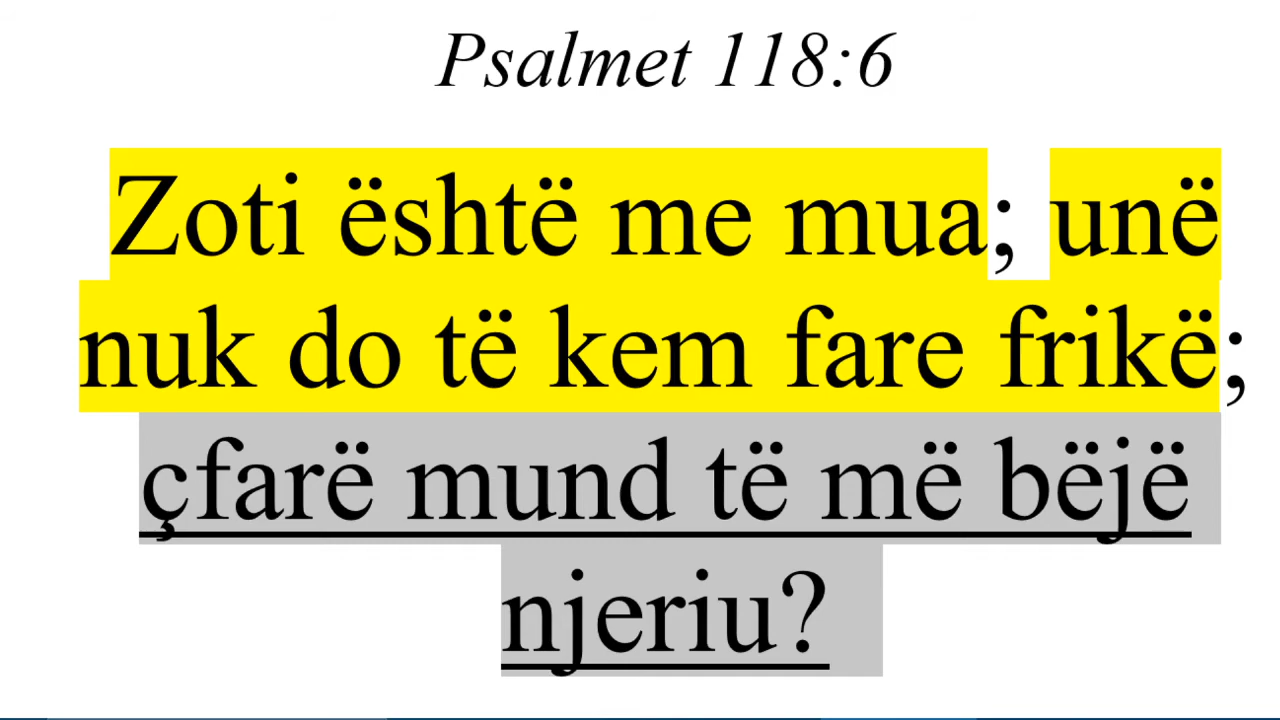 Psalmet 118:6
Zoti është me mua; unë
nuk do të kem fare frikë;
çfarë mund të më bëjë
njeriu?